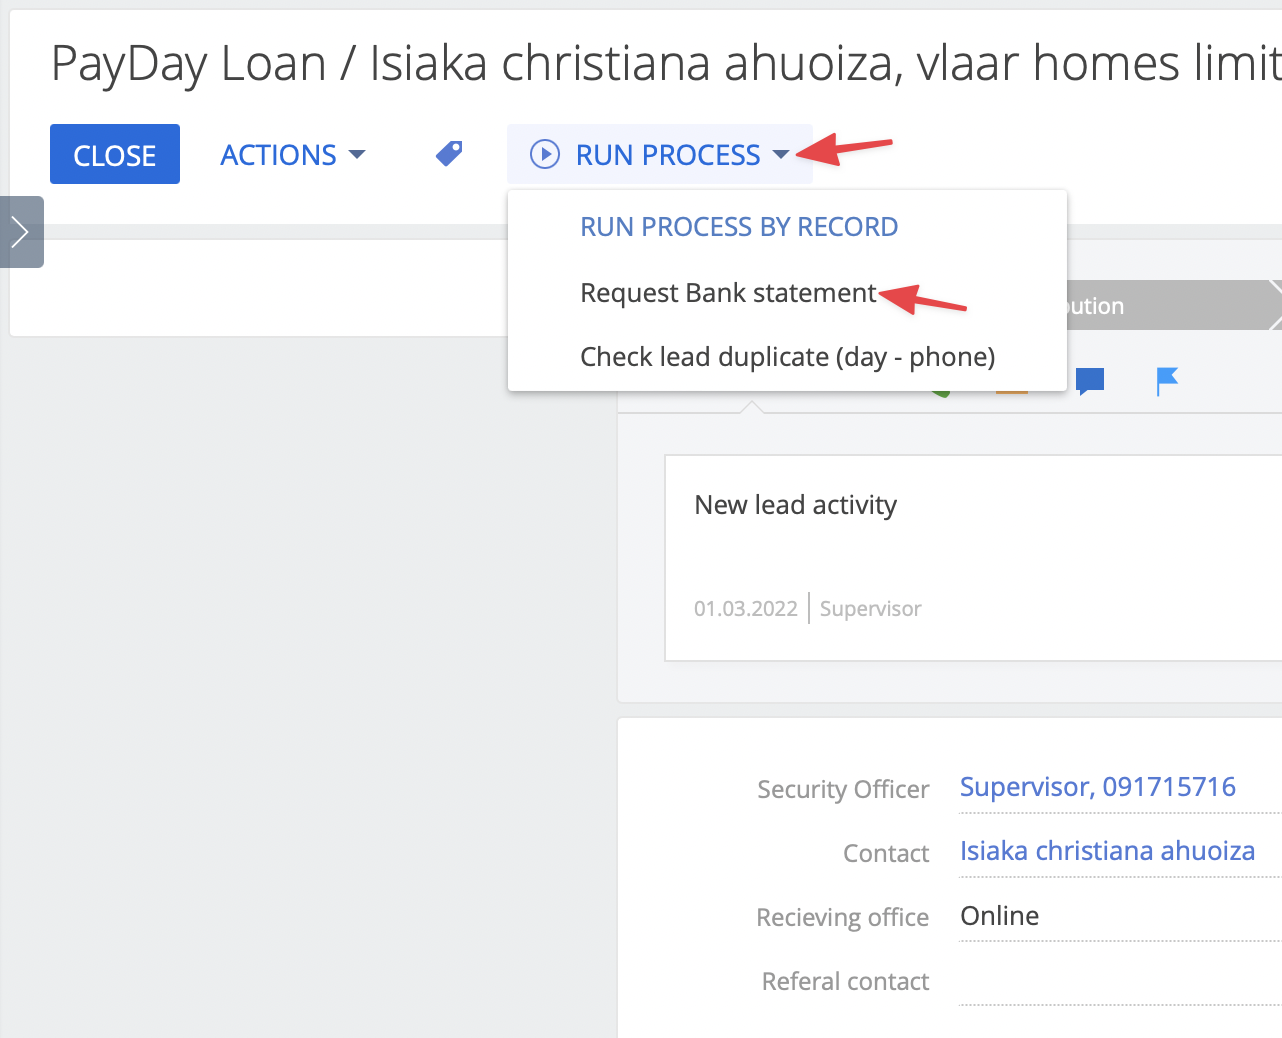 PayDay Loan / Isiaka christiana ahuoiza, vlaar homes limit
CLOSE
ACTIONS
RUN PROCESS
RUN PROCESS BY RECORD
Request Bank statement
Check lead duplicate (day - phone)
bution
New lead activity
01.03.2022 | Supervisor
Security Officer Supervisor, 091715716
Contact Isiaka christiana ahuoiza
Recieving office Online
Referal contact